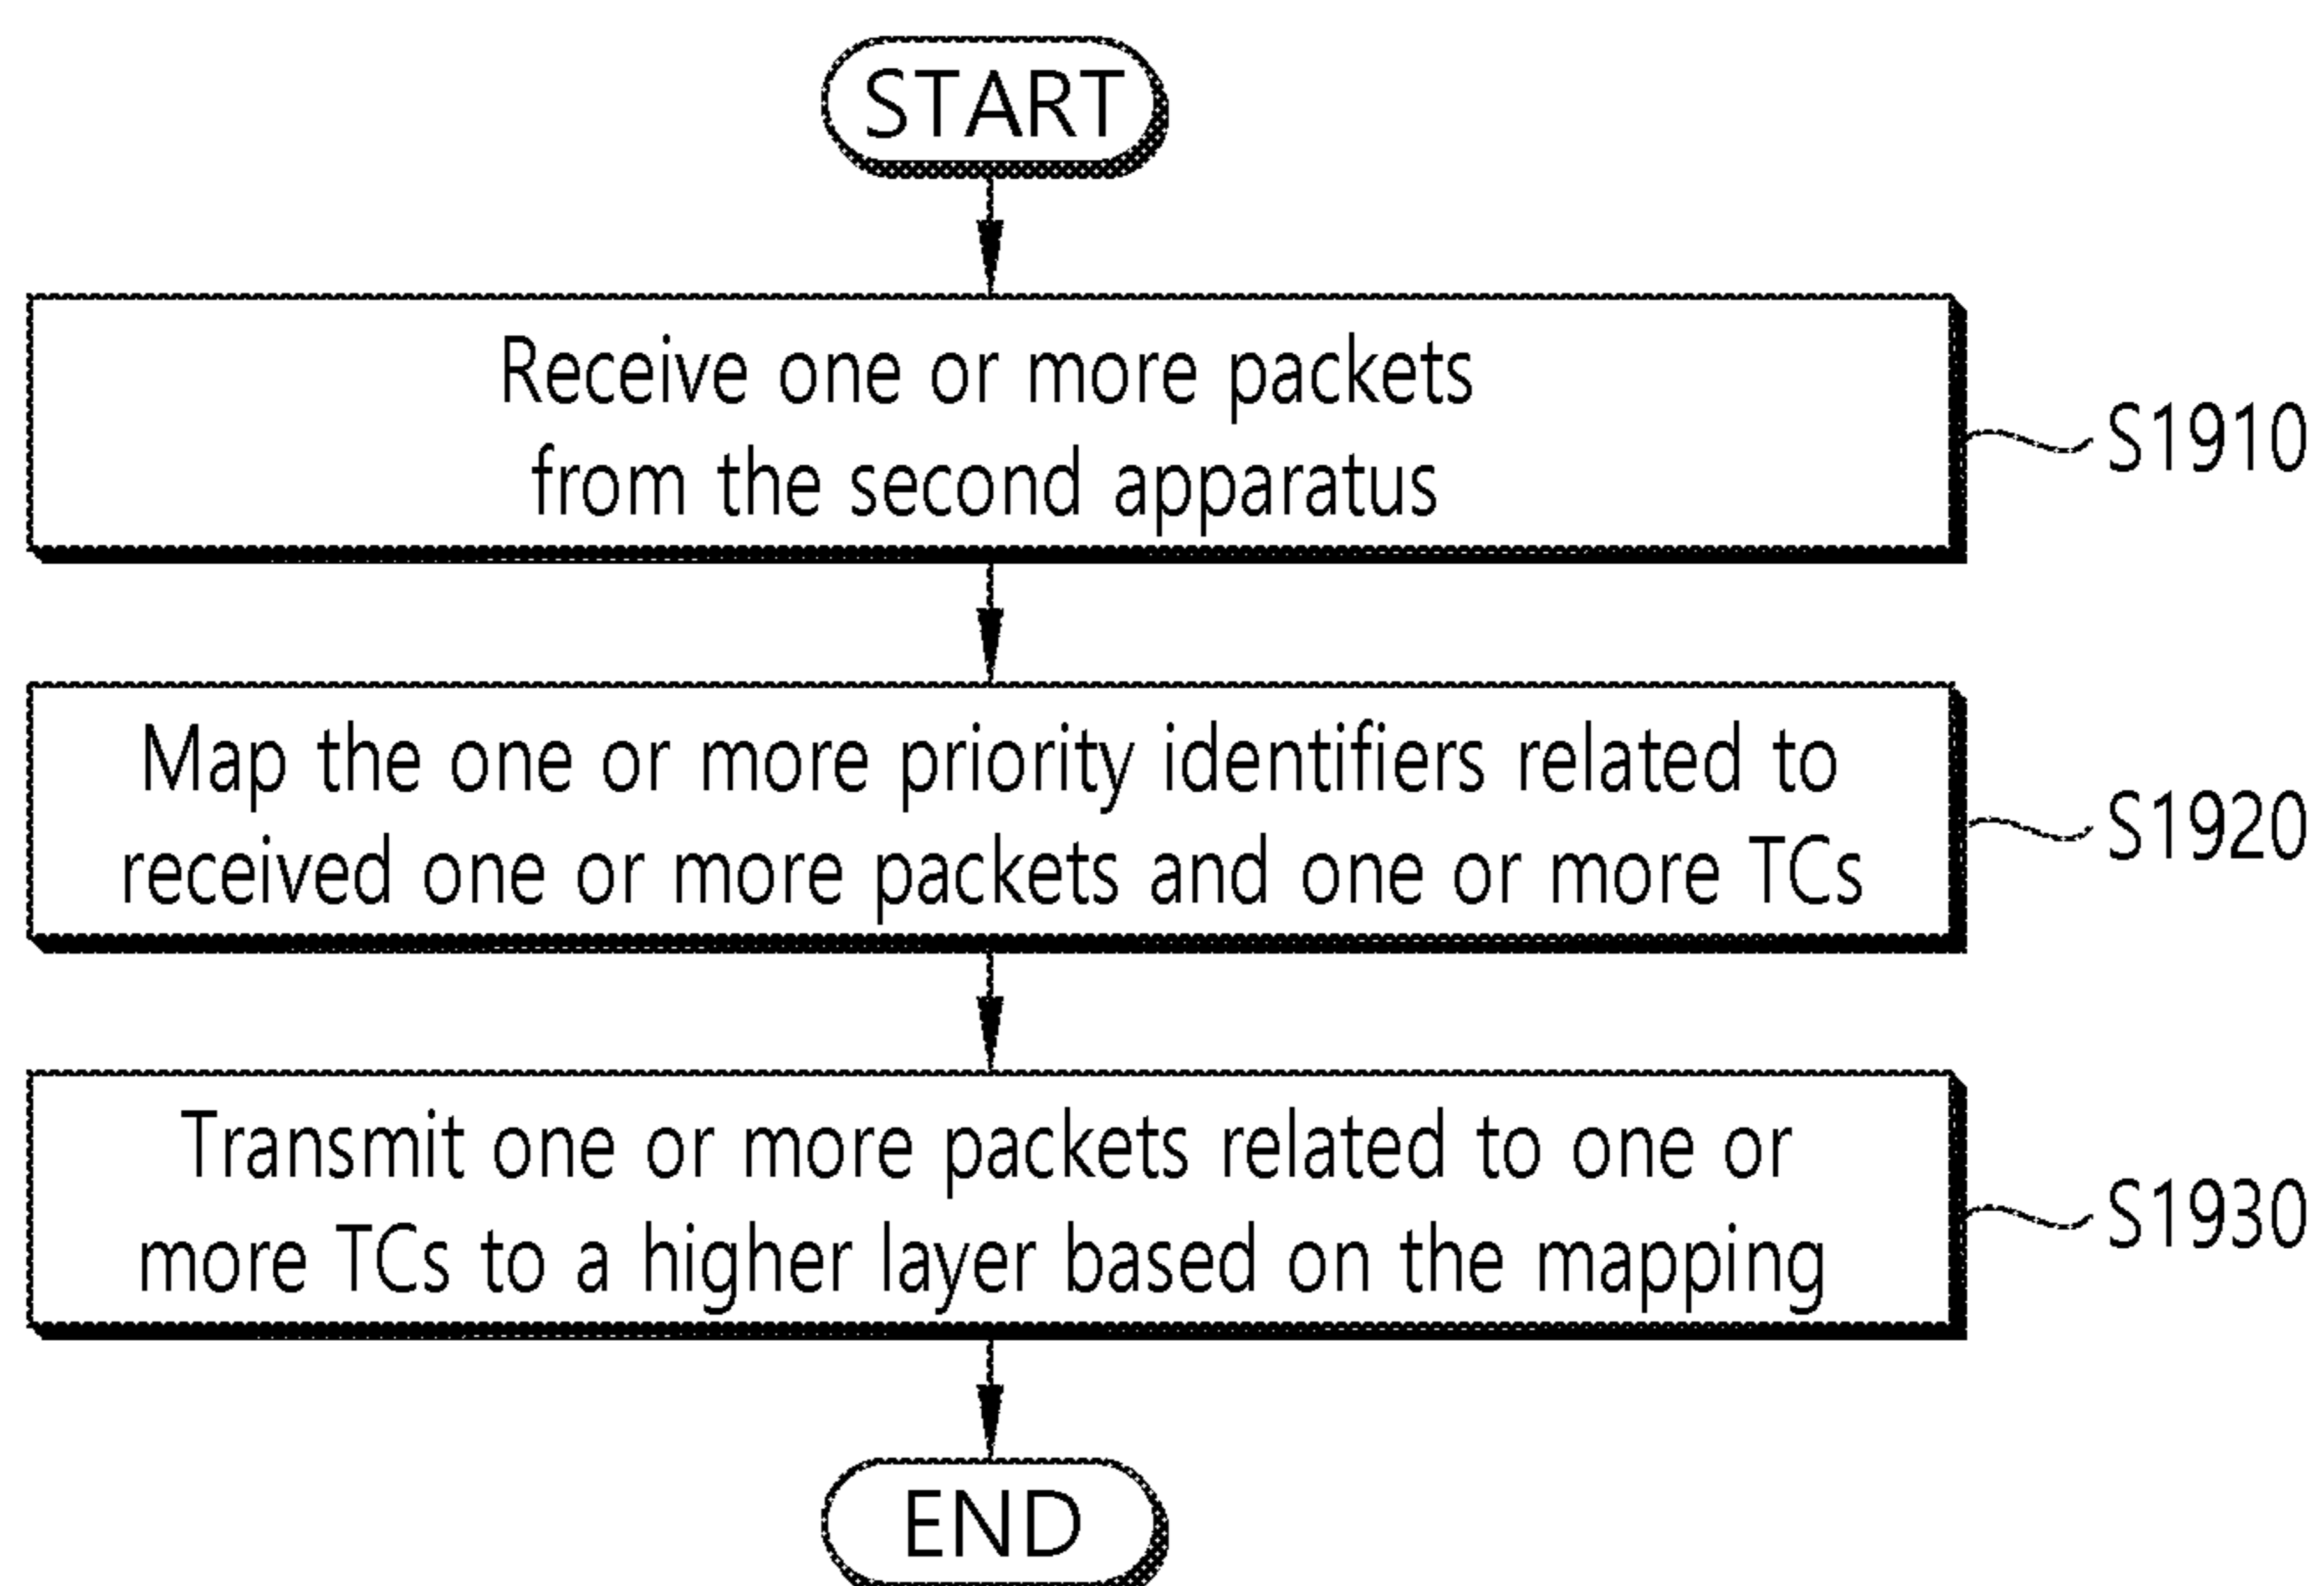 START
Receive one or more packets
from the second apparatus
S1910
Map the one or more priority identifiers related to
received one or more packets and one or more TCs
S1920
Transmit one or more packets related to one or
more TCs to a higher layer based on the mapping
S1930
END